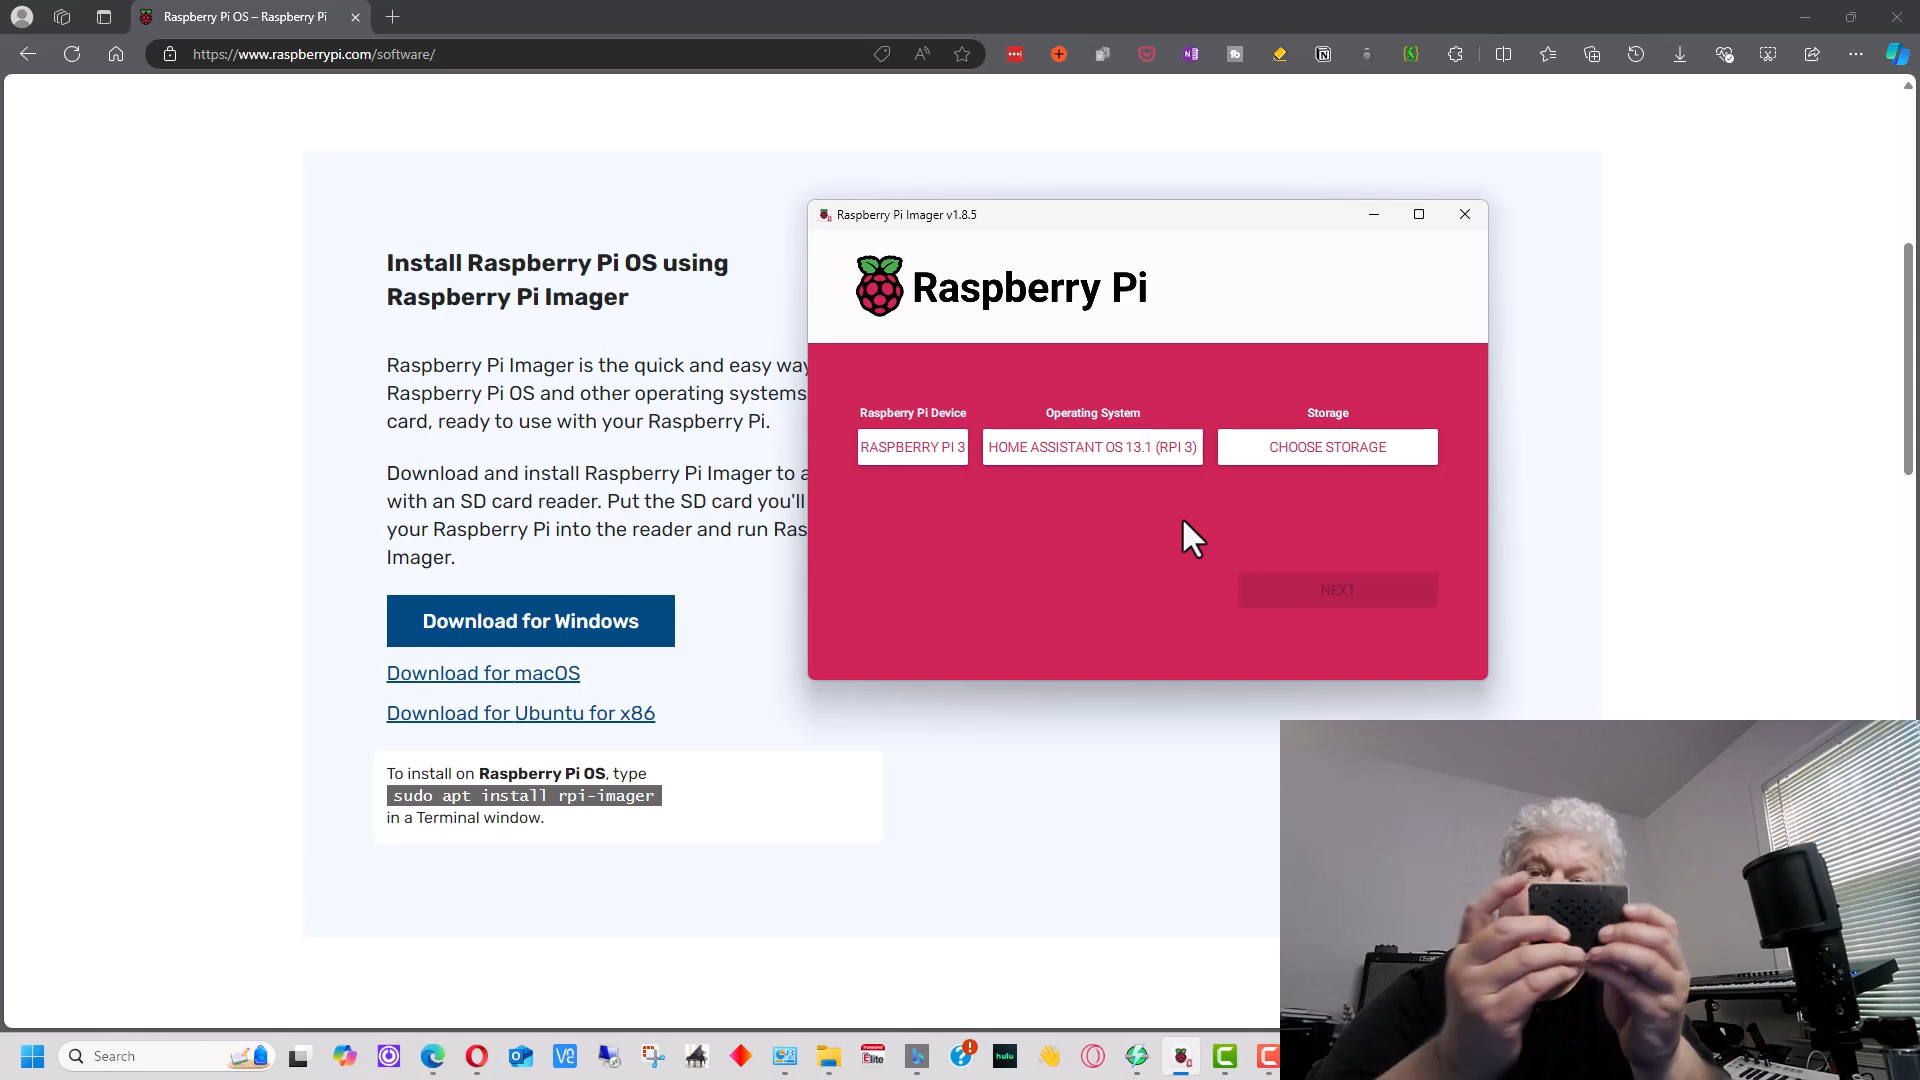 Raspberry Pi OS – Raspberry Pi
https://www.raspberrypi.com/software/
Install Raspberry Pi OS using
Raspberry Pi Imager
Raspberry Pi Imager is the quick and easy way
Raspberry Pi OS and other operating systems
card, ready to use with your Raspberry Pi.
Download and install Raspberry Pi Imager to a
with an SD card reader. Put the SD card you'll
your Raspberry Pi into the reader and run Ras
Imager.
Download for Windows
Download for macOS
Download for Ubuntu for x86
To install on Raspberry Pi OS, type
sudo apt install rpi-imager
in a Terminal window.
Raspberry Pi Imager v1.8.5
Raspberry Pi
Raspberry Pi Device
Operating System
Storage
RASPBERRY PI 3
HOME ASSISTANT OS 13.1 (RPI 3)
CHOOSE STORAGE
NEXT
Search
Elite
hulu